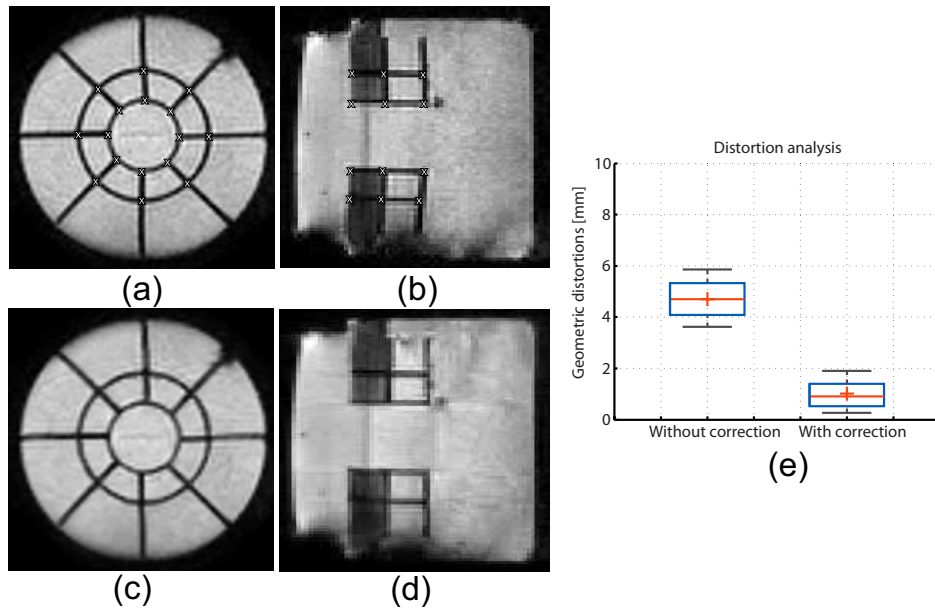 (a)
(b)
(c)
(d)
Distortion analysis
Geometric distortions [mm]
10
8
6
4
2
0
Without correction
With correction
(e)